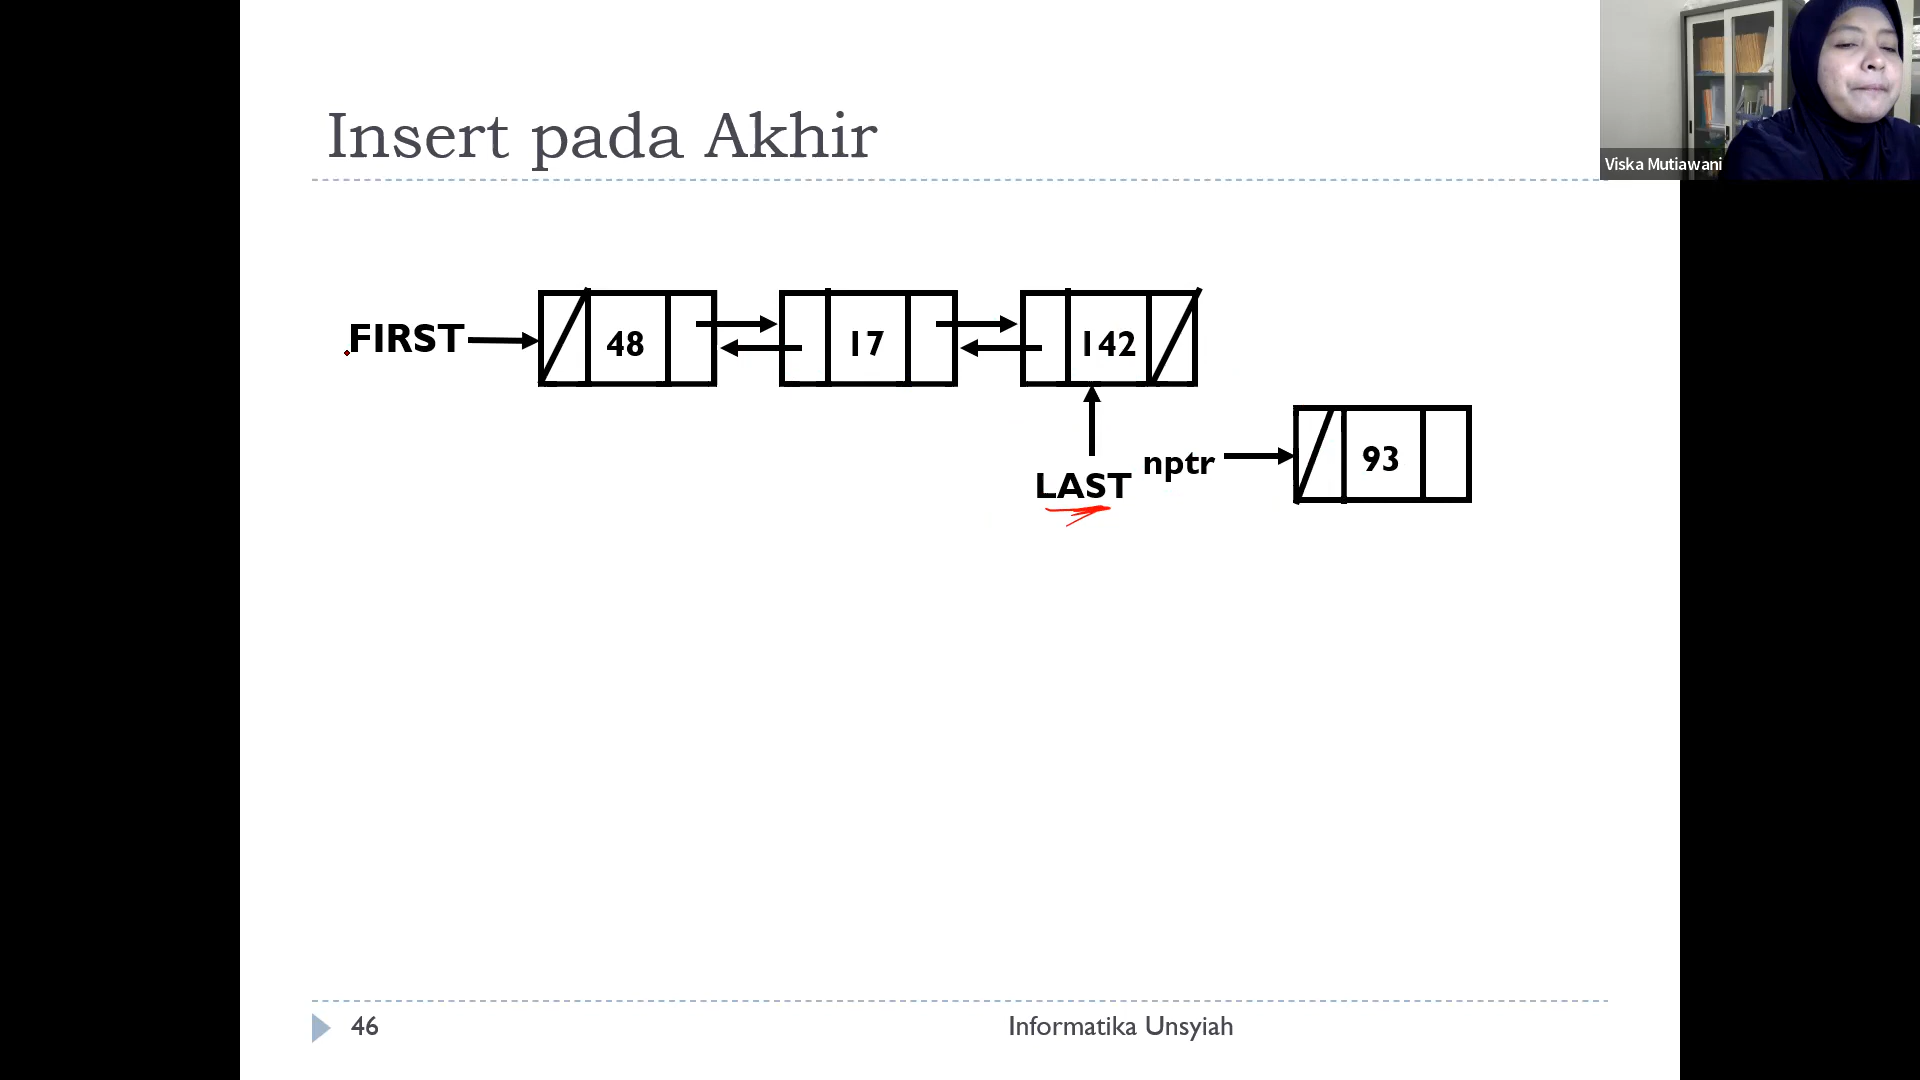 Insert pada Akhir
Viska Mutiawani
FIRST
48
17
142
LAST
nptr
93
46
Informatika Unsyiah